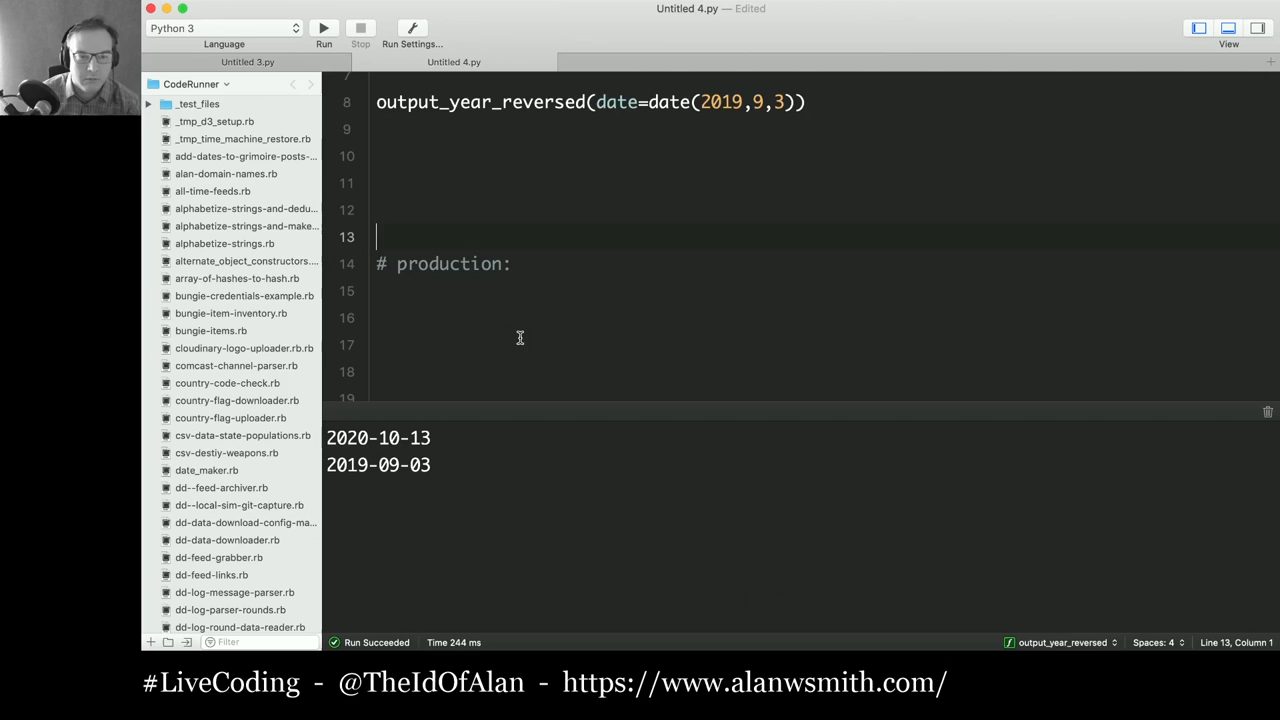 Untitled 4.py — Edited
Python 3
Language
Run
Stop
Run Settings...
View
Untitled 3.py
Untitled 4.py
CodeRunner
_test_files
_tmp_d3_setup.rb
_tmp_time_machine_restore.rb
add-dates-to-grimoire-posts-...
alan-domain-names.rb
all-time-feeds.rb
alphabetize-strings-and-dedu...
alphabetize-strings-and-make...
alphabetize-strings.rb
alternate_object_constructors....
array-of-hashes-to-hash.rb
bungie-credentials-example.rb
bungie-item-inventory.rb
bungie-items.rb
cloudinary-logo-uploader.rb.rb
comcast-channel-parser.rb
country-code-check.rb
country-flag-downloader.rb
country-flag-uploader.rb
csv-data-state-populations.rb
csv-destiy-weapons.rb
date_maker.rb
dd--feed-archiver.rb
dd--local-sim-git-capture.rb
dd-data-download-config-ma...
dd-data-downloader.rb
dd-feed-grabber.rb
dd-feed-links.rb
dd-log-message-parser.rb
dd-log-parser-rounds.rb
dd-log-round-data-reader.rb
Filter
7
8 output_year_reversed(date=date(2019,9,3))
9
10
11
12
13
14 # production:
15
16
17
18
19
2020-10-13
2019-09-03
Run Succeeded Time 244 ms
output_year_reversed Spaces: 4 Line 13, Column 1
#LiveCoding - @TheIdOfAlan - https://www.alanwsmith.com/